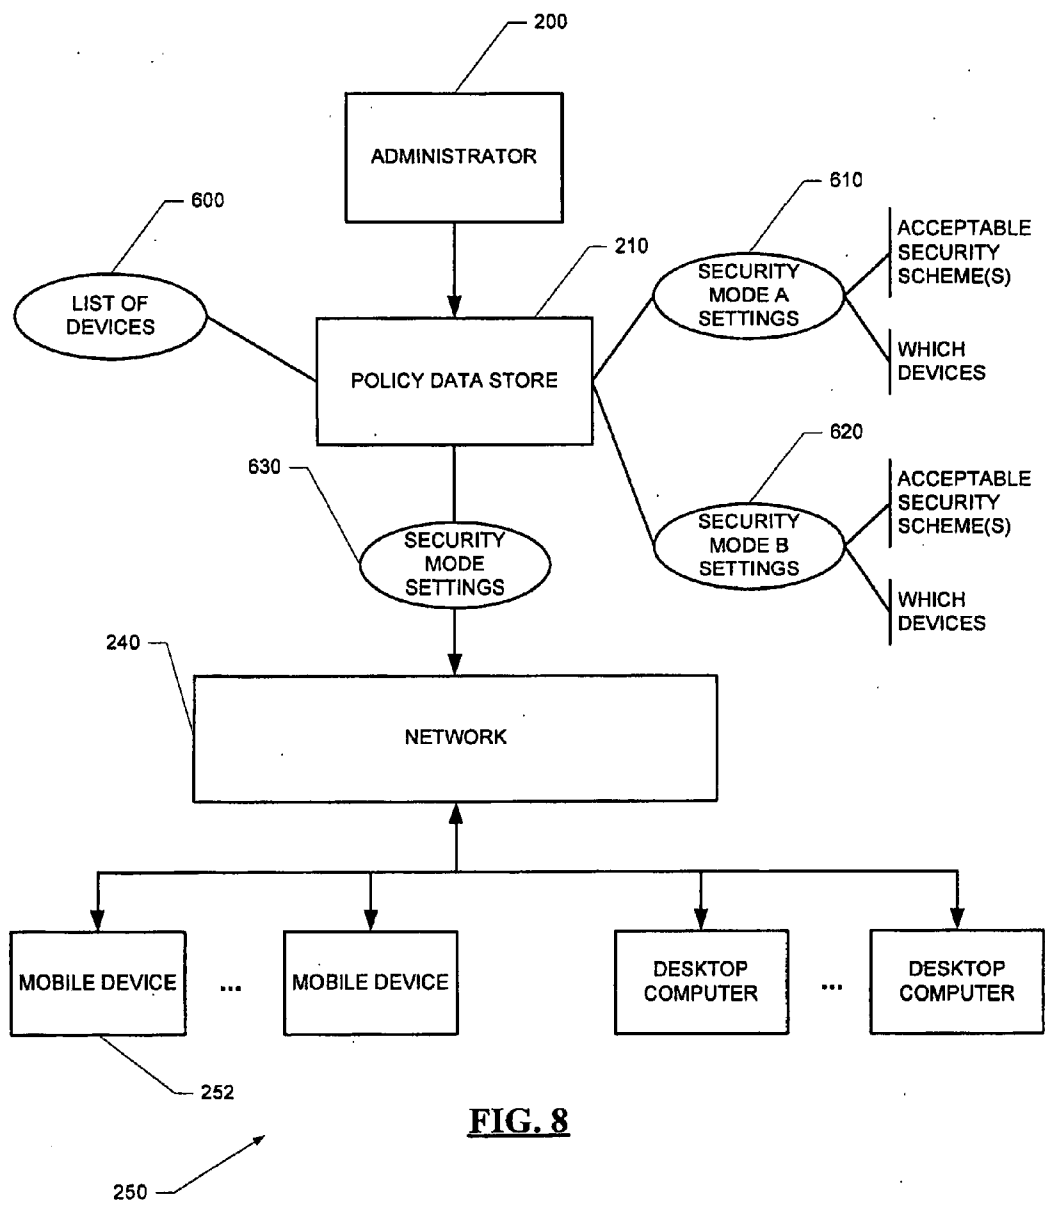 200
ADMINISTRATOR
600
LIST OF
DEVICES
210
POLICY DATA STORE
610
SECURITY
MODE A
SETTINGS
ACCEPTABLE
SECURITY
SCHEME(S)
WHICH
DEVICES
620
SECURITY
MODE B
SETTINGS
ACCEPTABLE
SECURITY
SCHEME(S)
WHICH
DEVICES
630
SECURITY
MODE
SETTINGS
240
NETWORK
MOBILE DEVICE
...
MOBILE DEVICE
DESKTOP
COMPUTER
...
DESKTOP
COMPUTER
252
FIG. 8
250